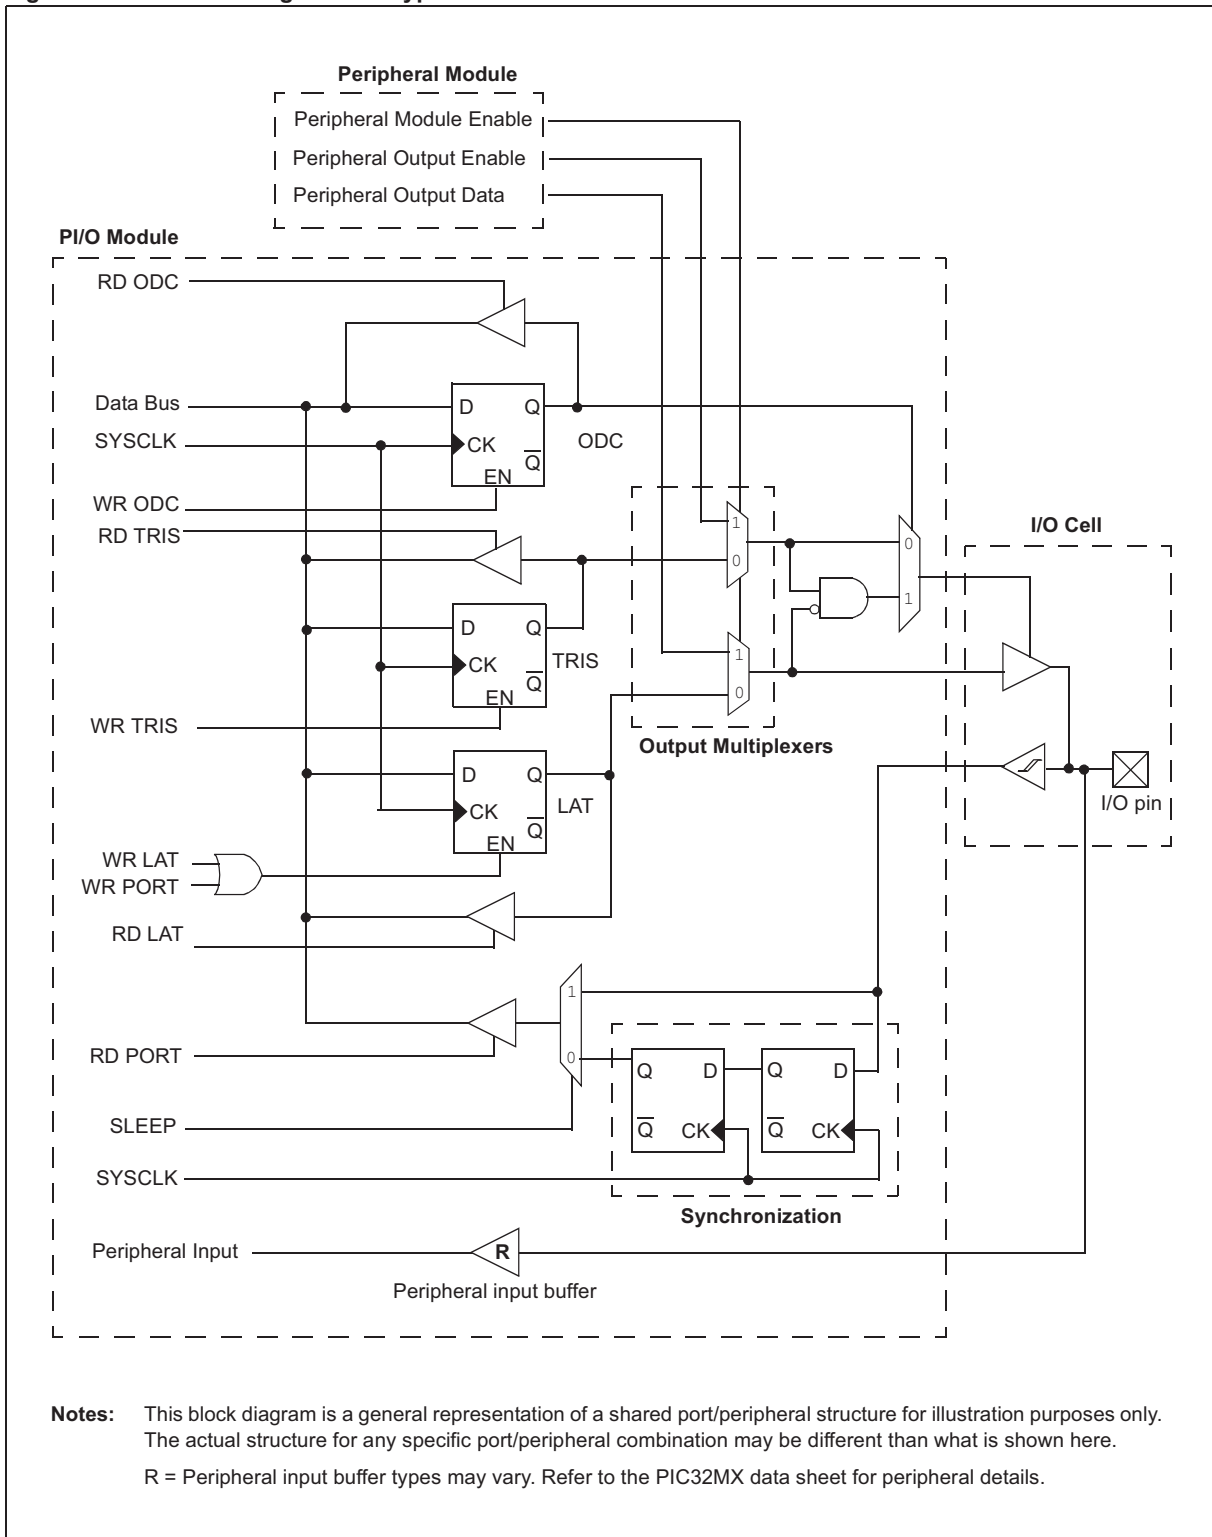 Peripheral Module
Peripheral Module Enable
Peripheral Output Enable
Peripheral Output Data
PI/O Module
RD ODC
Data Bus
D Q
SYSCLK
CK
ODC
Q
EN
WR ODC
RD TRIS
1
0
0
1
I/O Cell
D Q
CK
TRIS
Q
EN
WR TRIS
1
0
Output Multiplexers
D Q
CK
LAT
Q
EN
I/O pin
WR LAT
WR PORT
RD LAT
1
0
RD PORT
Q D
Q D
Q CK
Q CK
SLEEP
SYSCLK
Synchronization
Peripheral Input
R
Peripheral input buffer
Notes: This block diagram is a general representation of a shared port/peripheral structure for illustration purposes only.
The actual structure for any specific port/peripheral combination may be different than what is shown here.
R = Peripheral input buffer types may vary. Refer to the PIC32MX data sheet for peripheral details.